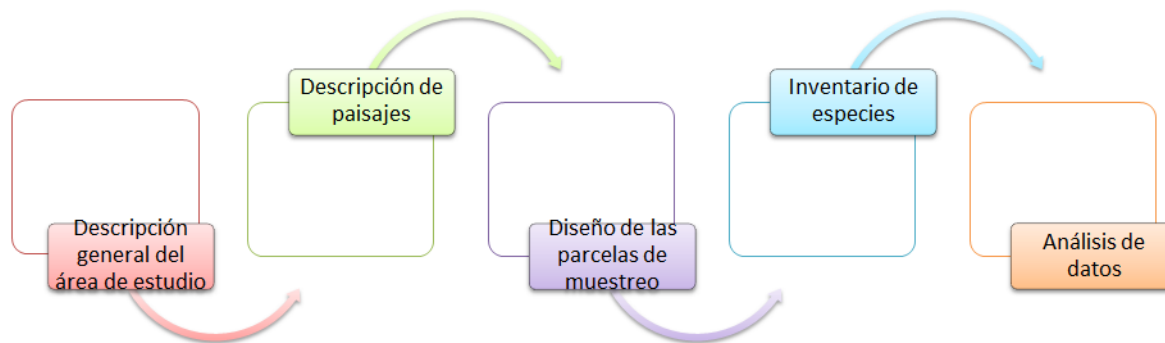 Descripción general del
área de estudio
Descripción de
paisajes
Diseño de las
parcelas de
muestreo
Inventario de
especies
Análisis de
datos